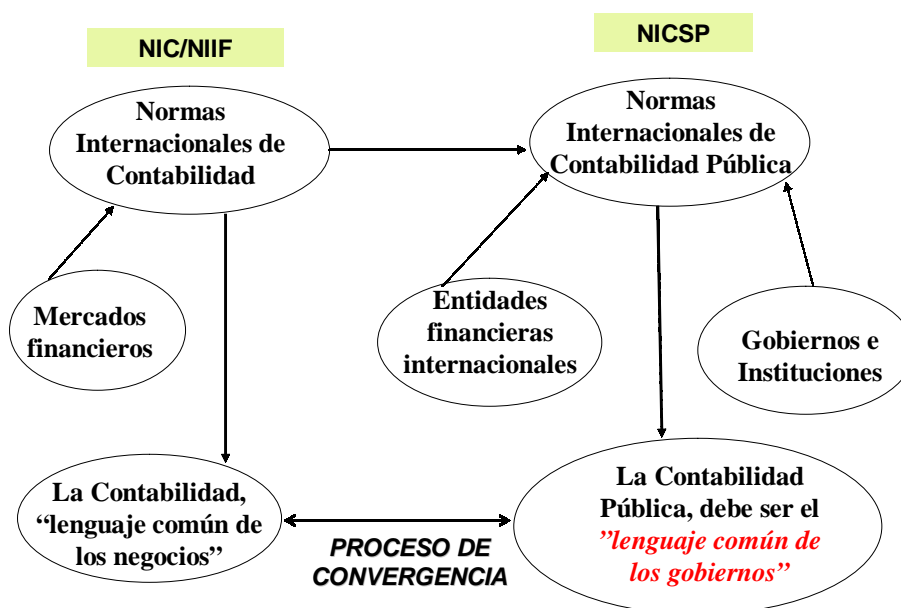 NIC/NIIF
NICSP
Normas
Internacionales de
Contabilidad
Normas
Internacionales de
Contabilidad Pública
Mercados
financieros
Entidades
financieras
internacionales
Gobiernos e
Instituciones
La Contabilidad,
“lenguaje común de
los negocios”
PROCESO DE
CONVERGENCIA
La Contabilidad
Pública, debe ser el
”lenguaje común de
los gobiernos”